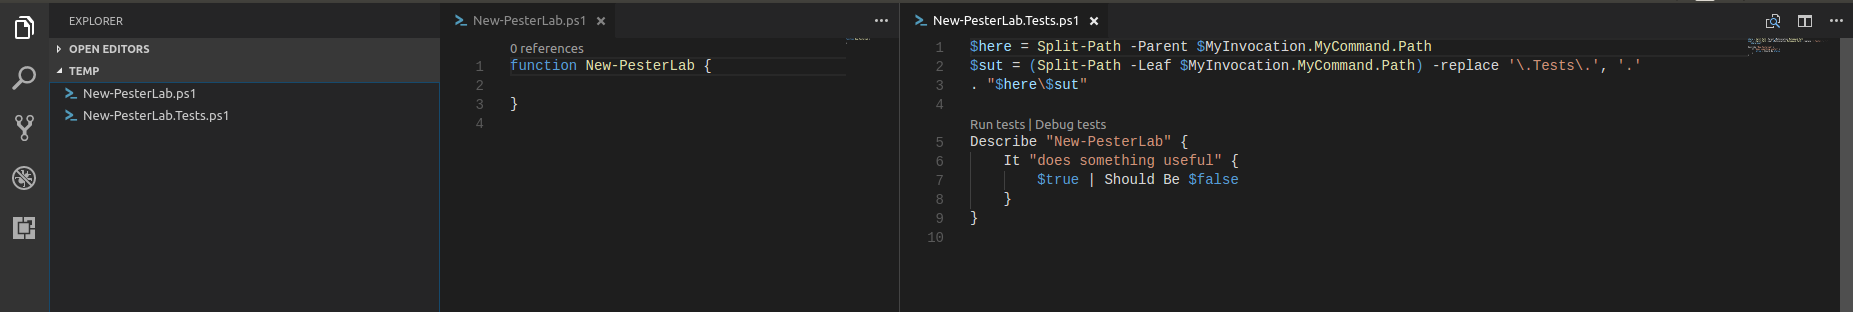 EXPLORER
OPEN EDITORS
TEMP
New-PesterLab.ps1
New-PesterLab.Tests.ps1
New-PesterLab.ps1 ×
0 references
1 function New-PesterLab {
2
3 }
4
New-PesterLab.Tests.ps1 ×
1 $here = Split-Path -Parent $MyInvocation.MyCommand.Path
2 $sut = (Split-Path -Leaf $MyInvocation.MyCommand.Path) -replace '\.Tests\.', '.'
3 . "$here\$sut"
4
Run tests | Debug tests
5 Describe "New-PesterLab" {
6     It "does something useful" {
7         $true | Should Be $false
8     }
9 }
10